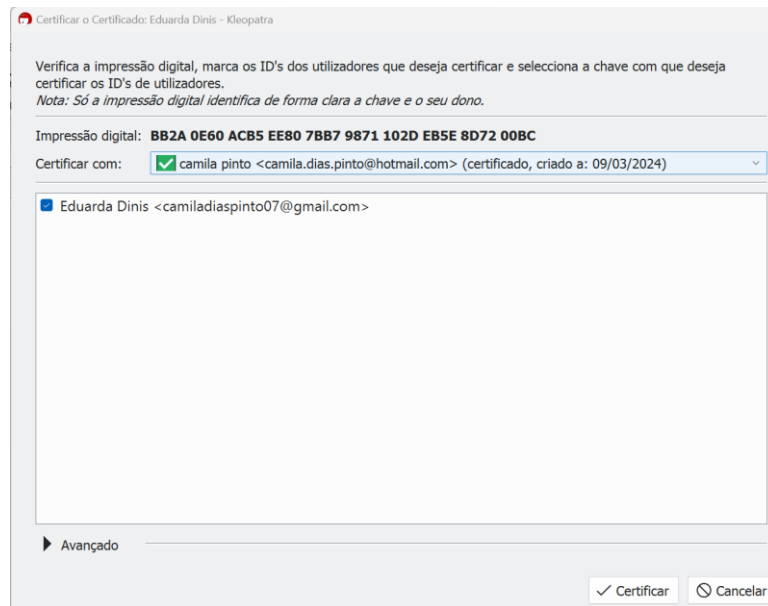 Certificar o Certificado: Eduarda Dinis - Kleopatra
Verifica a impressão digital, marca os ID's dos utilizadores que deseja certificar e selecciona a chave com que deseja
certificar os ID's de utilizadores.
Nota: Só a impressão digital identifica de forma clara a chave e o seu dono.
Impressão digital: BB2A 0E60 ACB5 EE80 7BB7 9871 102D EB5E 8D72 00BC
Certificar com: camila pinto <camila.dias.pinto@hotmail.com> (certificado, criado a: 09/03/2024)
Eduarda Dinis <camiladiaspinto07@gmail.com>
Avançado
Certificar Cancelar